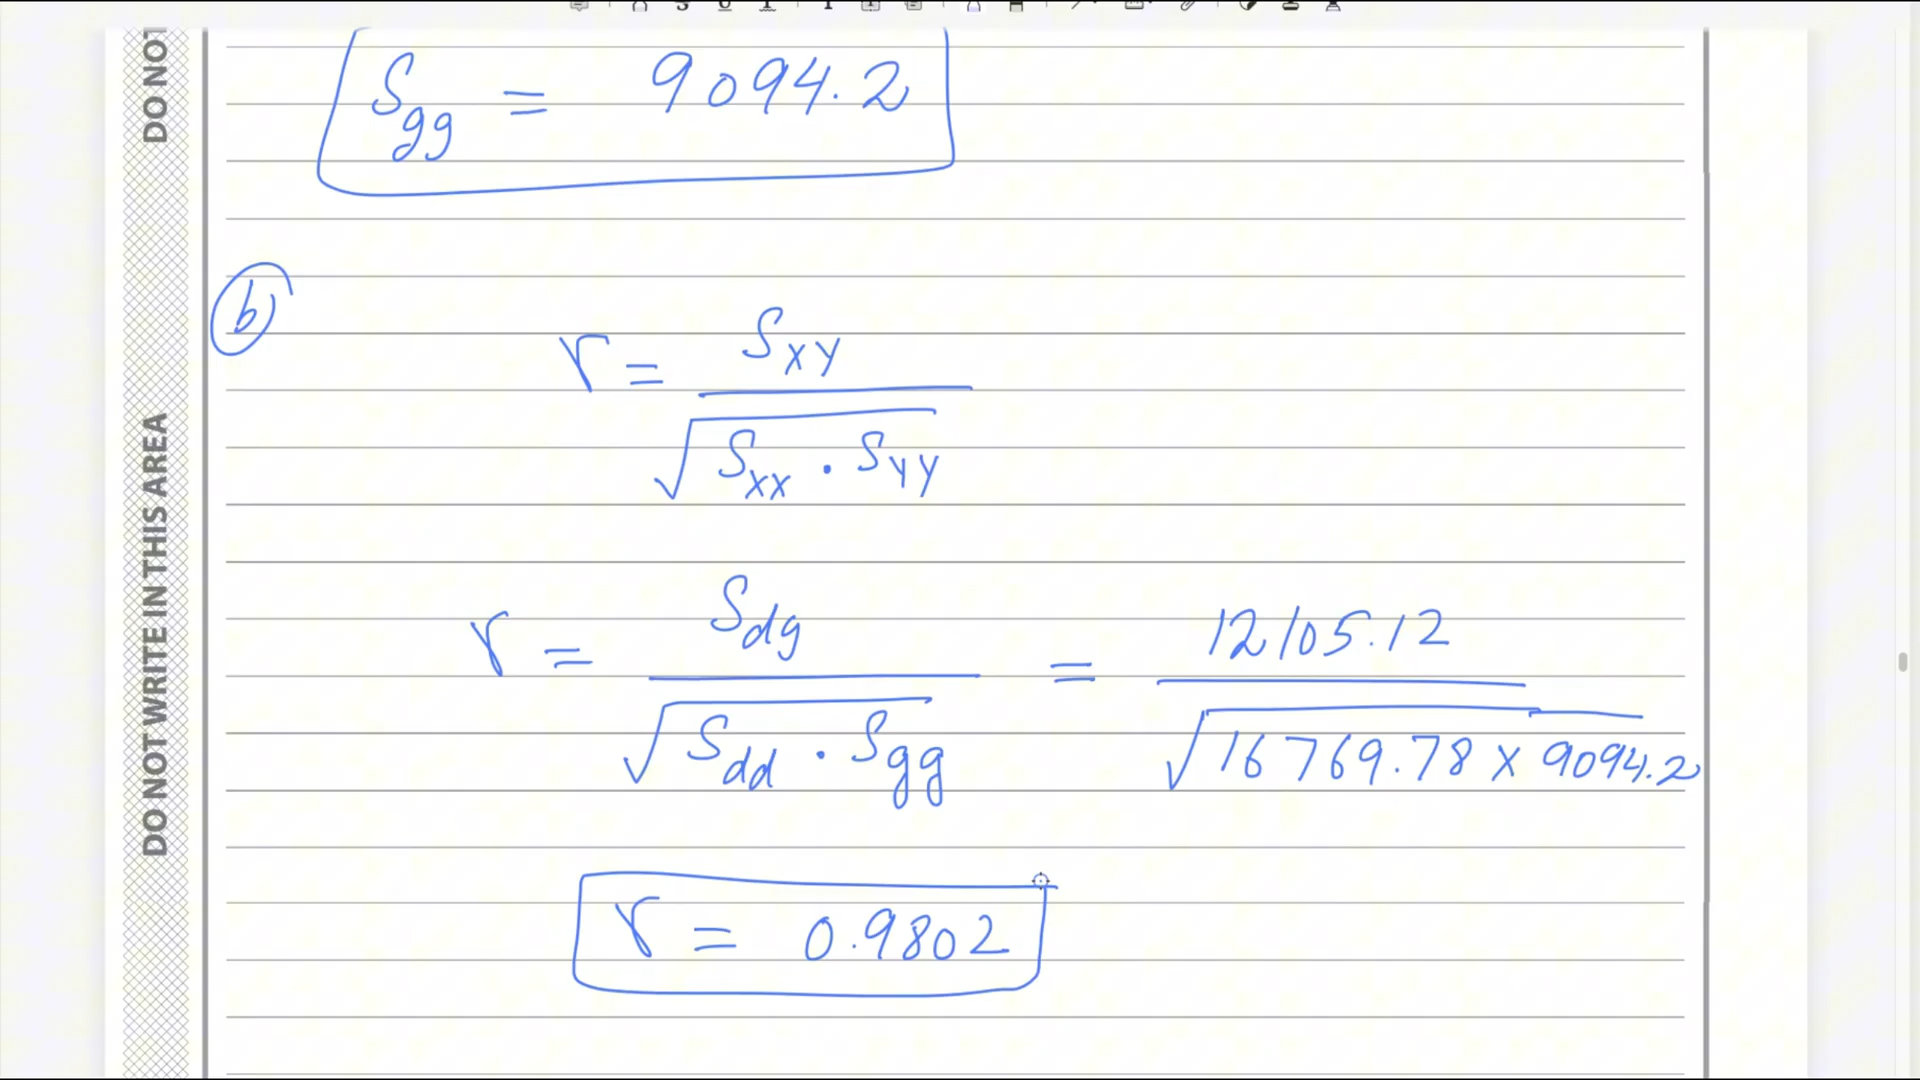 DO NOT
S_gg = 9094.2
(b)
r = S_xy / √(S_xx · S_yy)
DO NOT WRITE IN THIS AREA
r = S_dg / √(S_dd · S_gg) = 12105.12 / √(16769.78 × 9094.2)
r = 0.9802